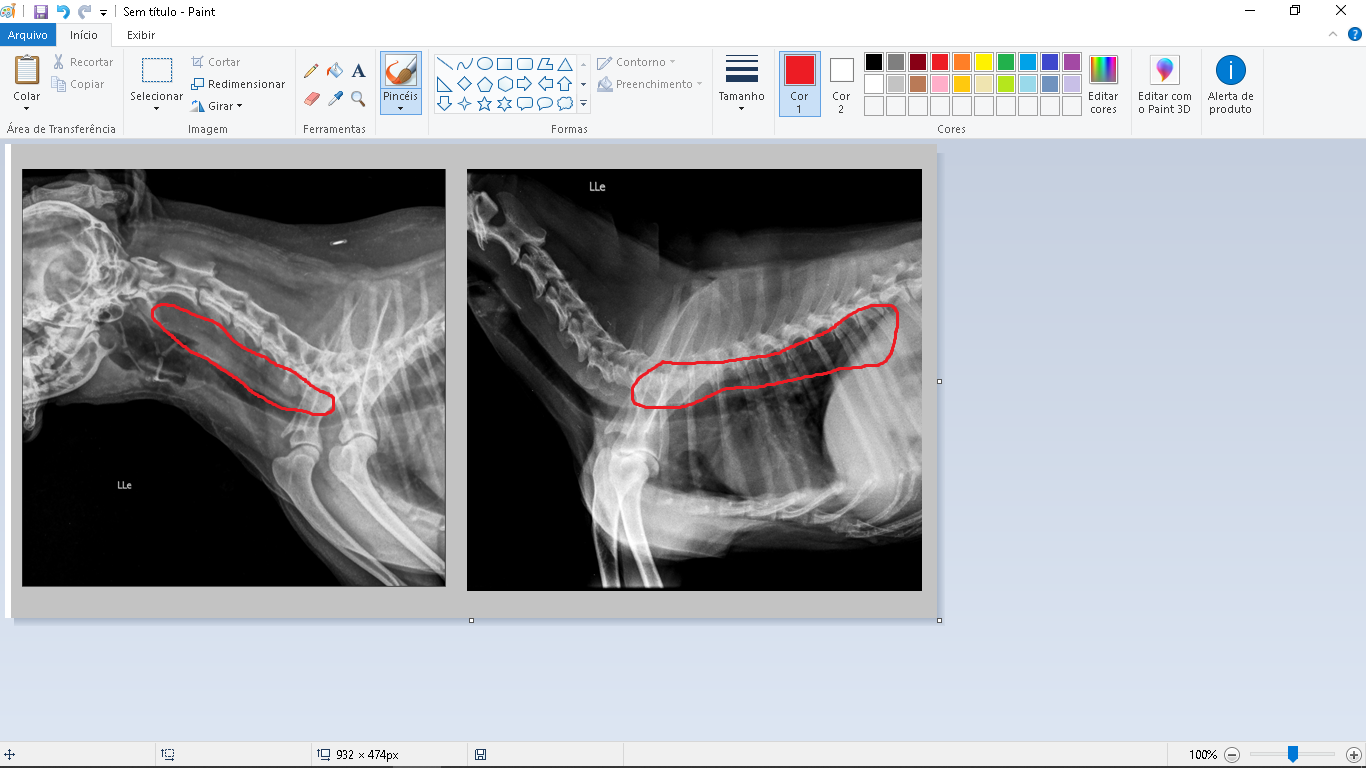 Sem título - Paint
Arquivo Início Exibir
Colar
Recortar
Copiar
Área de Transferência
Selecionar
Cortar
Redimensionar
Girar
Imagem
A
Ferramentas
Pincéis
Contorno
Preenchimento
Formas
Tamanho
Cor
1
Cor
2
Editar
cores
Cores
Editar com
o Paint 3D
Alerta de
produto
LLe
LLe
932 × 474px
100%